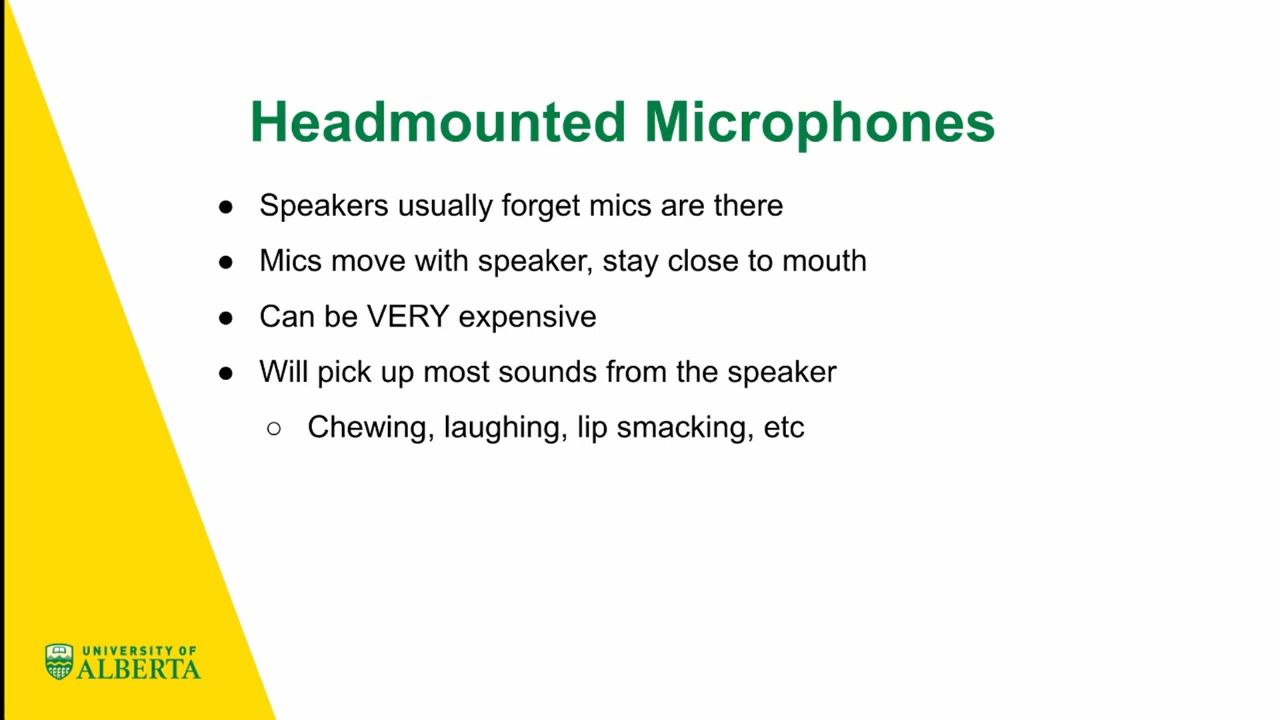 Headmounted Microphones
● Speakers usually forget mics are there
● Mics move with speaker, stay close to mouth
● Can be VERY expensive
● Will pick up most sounds from the speaker
○ Chewing, laughing, lip smacking, etc
UNIVERSITY OF
ALBERTA